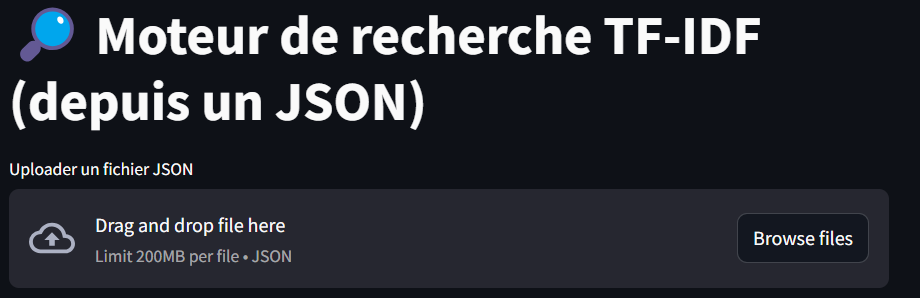 Moteur de recherche TF-IDF
(depuis un JSON)
Uploader un fichier JSON
Drag and drop file here
Limit 200MB per file • JSON
Browse files